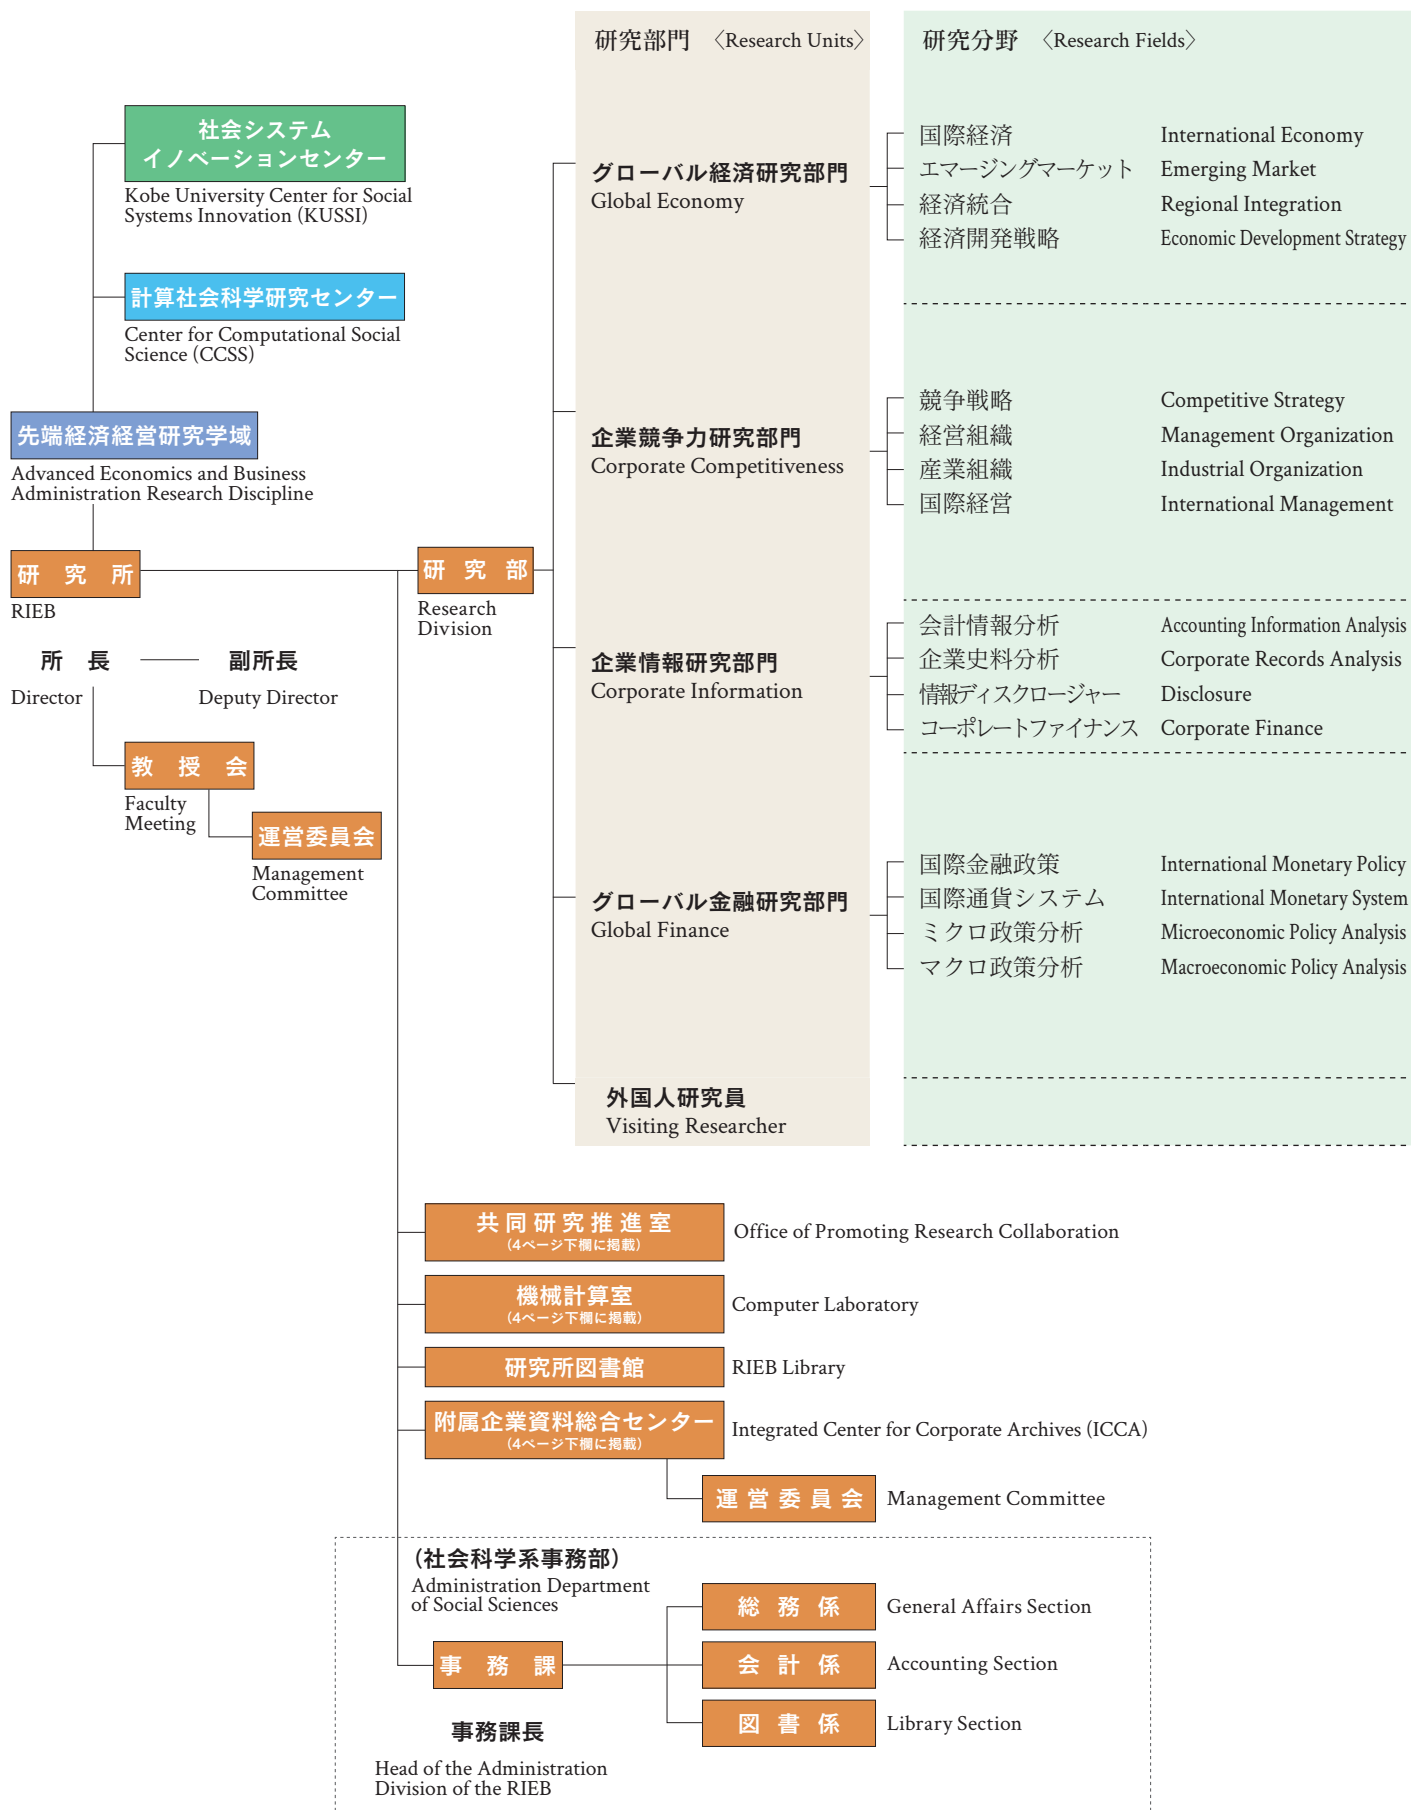 研究部門 〈Research Units〉
研究分野 〈Research Fields〉
社会システム
イノベーションセンター
Kobe University Center for Social
Systems Innovation (KUSSI)
計算社会科学研究センター
Center for Computational Social
Science (CCSS)
先端経済経営研究学域
Advanced Economics and Business
Administration Research Discipline
研究所
RIEB
所長
副所長
Director
Deputy Director
教授会
Faculty
Meeting
運営委員会
Management
Committee
研究部
Research
Division
グローバル経済研究部門
Global Economy
国際経済 International Economy
エマージングマーケット Emerging Market
経済統合 Regional Integration
経済開発戦略 Economic Development Strategy
企業競争力研究部門
Corporate Competitiveness
競争戦略 Competitive Strategy
経営組織 Management Organization
産業組織 Industrial Organization
国際経営 International Management
企業情報研究部門
Corporate Information
会計情報分析 Accounting Information Analysis
企業史料分析 Corporate Records Analysis
情報ディスクロージャー Disclosure
コーポレートファイナンス Corporate Finance
グローバル金融研究部門
Global Finance
国際金融政策 International Monetary Policy
国際通貨システム International Monetary System
ミクロ政策分析 Microeconomic Policy Analysis
マクロ政策分析 Macroeconomic Policy Analysis
外国人研究員
Visiting Researcher
共同研究推進室
（4ページ下欄に掲載）
Office of Promoting Research Collaboration
機械計算室
（4ページ下欄に掲載）
Computer Laboratory
研究所図書館
RIEB Library
附属企業資料総合センター
（4ページ下欄に掲載）
Integrated Center for Corporate Archives (ICCA)
運営委員会
Management Committee
（社会科学系事務部）
Administration Department
of Social Sciences
事務課
総務係
General Affairs Section
会計係
Accounting Section
図書係
Library Section
事務課長
Head of the Administration
Division of the RIEB